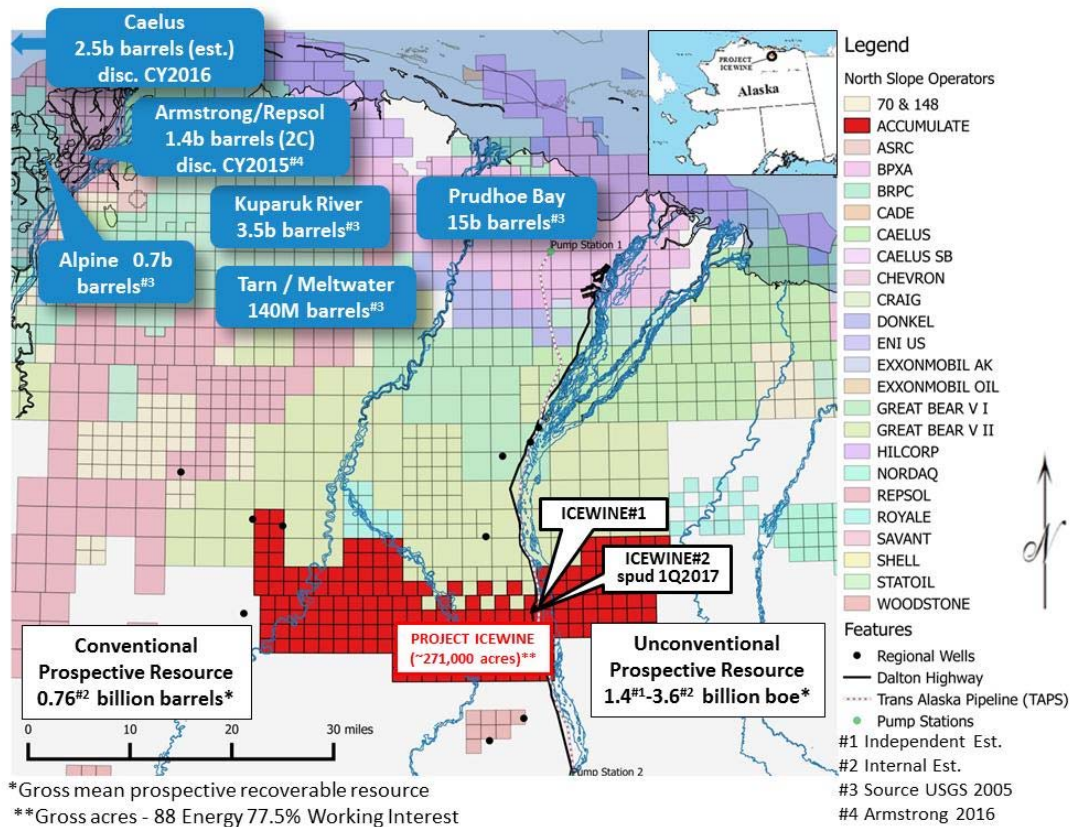 Caelus
2.5b barrels (est.)
disc. CY2016
Armstrong/Repsol
1.4b barrels (2C)
disc. CY2015#4
Kuparuk River
3.5b barrels#3
Prudhoe Bay
15b barrels#3
Alpine 0.7b
barrels#3
Tarn / Meltwater
140M barrels#3
Pump Station 1
PROJECT
ICEWINE
Alaska
ICEWINE#1
ICEWINE#2
spud 1Q2017
PROJECT ICEWINE
(~271,000 acres)**
Conventional
Prospective Resource
0.76#2 billion barrels*
Unconventional
Prospective Resource
1.4#1-3.6#2 billion boe*
0 10 20 30 miles
Pump Station 2
Legend
North Slope Operators
70 & 148
ACCUMULATE
ASRC
BPXA
BRPC
CADE
CAELUS
CAELUS SB
CHEVRON
CRAIG
DONKEL
ENI US
EXXONMOBIL AK
EXXONMOBIL OIL
GREAT BEAR V I
GREAT BEAR V II
HILCORP
NORDAQ
REPSOL
ROYALE
SAVANT
SHELL
STATOIL
WOODSTONE
Features
Regional Wells
Dalton Highway
Trans Alaska Pipeline (TAPS)
Pump Stations
#1 Independent Est.
#2 Internal Est.
#3 Source USGS 2005
#4 Armstrong 2016
N
*Gross mean prospective recoverable resource
**Gross acres - 88 Energy 77.5% Working Interest